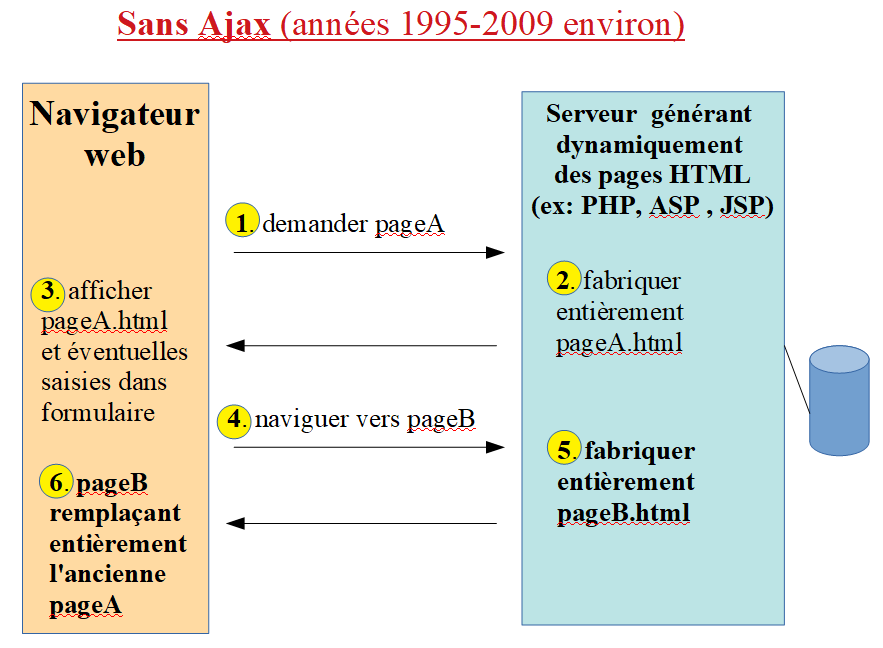 Sans Ajax (années 1995-2009 environ)
Navigateur
web
Serveur générant
dynamiquement
des pages HTML
(ex: PHP, ASP , JSP)
1. demander pageA
2. fabriquer
entièrement
pageA.html
3. afficher
pageA.html
et éventuelles
saisies dans
formulaire
4. naviguer vers pageB
5. fabriquer
entièrement
pageB.html
6. pageB
remplaçant
entièrement
l'ancienne
pageA